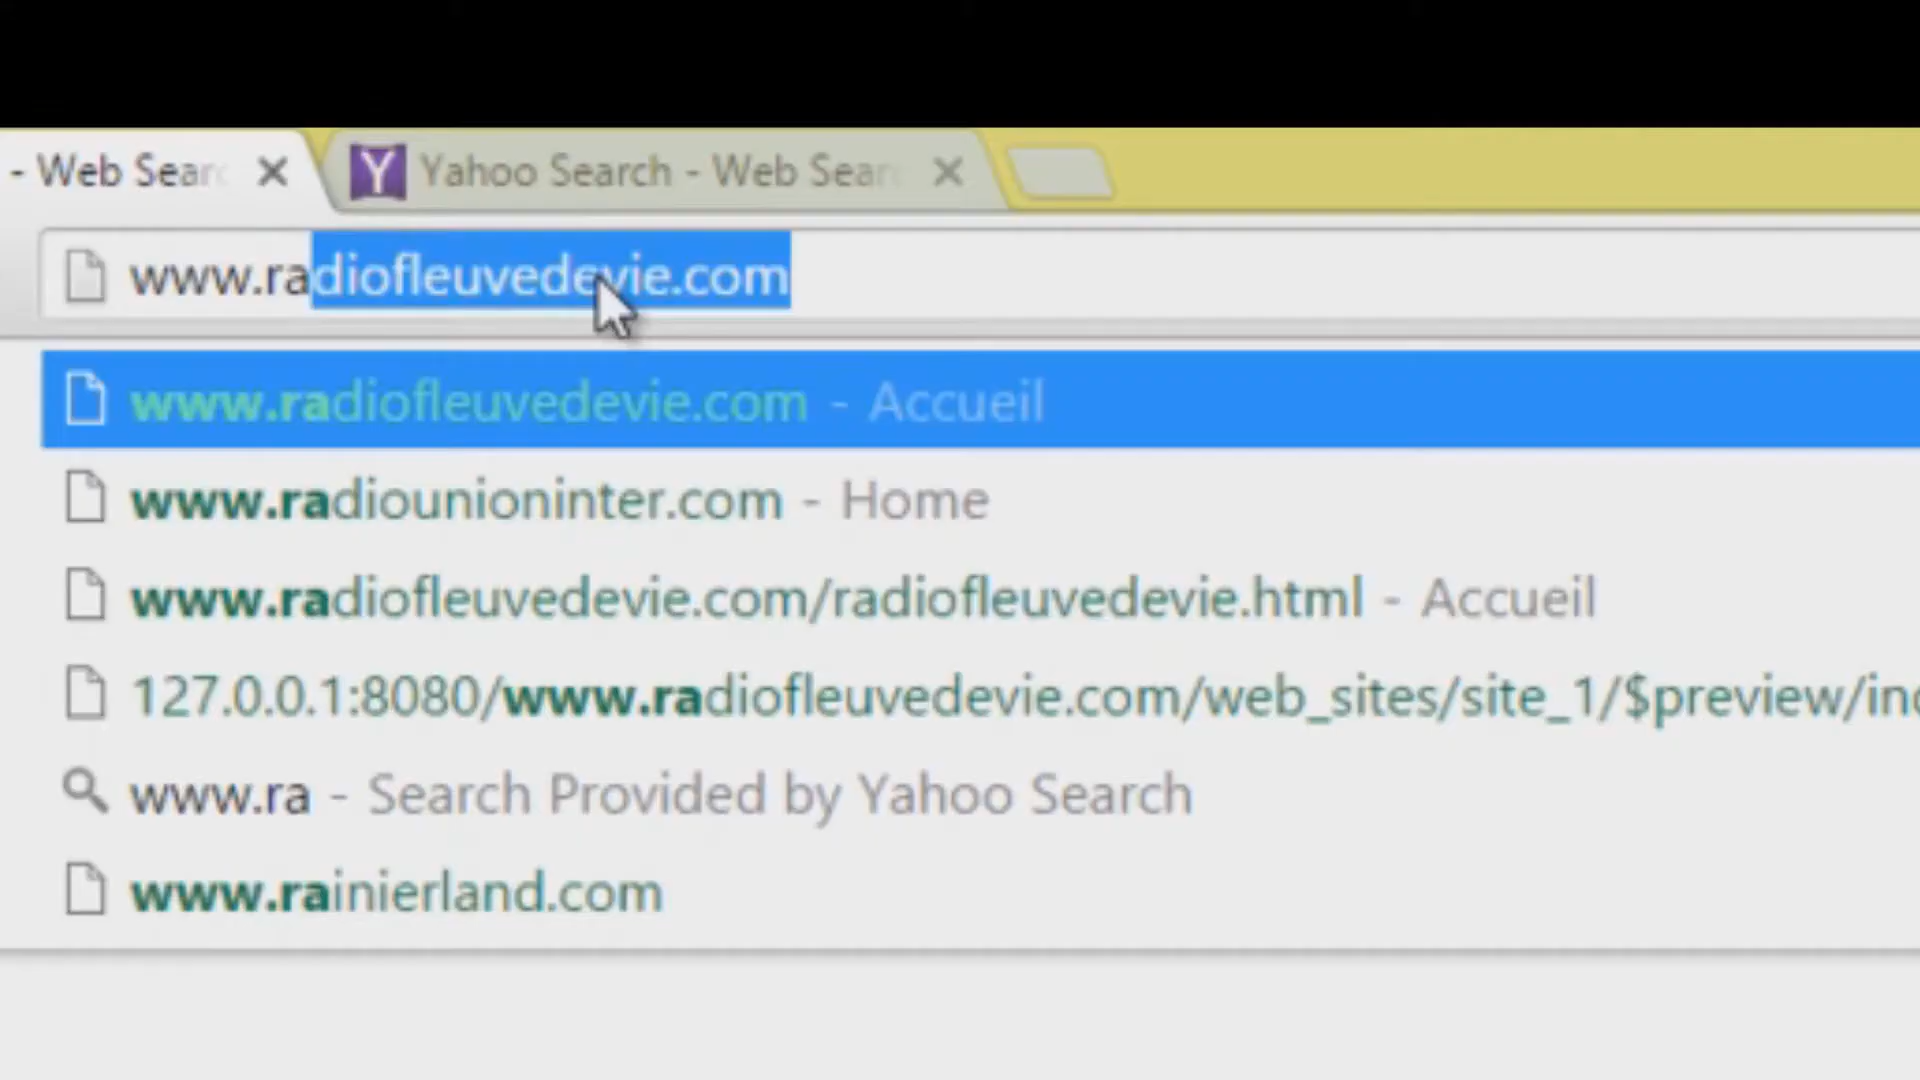 - Web Sear
Yahoo Search - Web Sear
www.radiofleuvedevie.com
www.radiofleuvedevie.com - Accueil
www.radiounioninter.com - Home
www.radiofleuvedevie.com/radiofleuvedevie.html - Accueil
127.0.0.1:8080/www.radiofleuvedevie.com/web_sites/site_1/$preview/ind
www.ra - Search Provided by Yahoo Search
www.rainierland.com